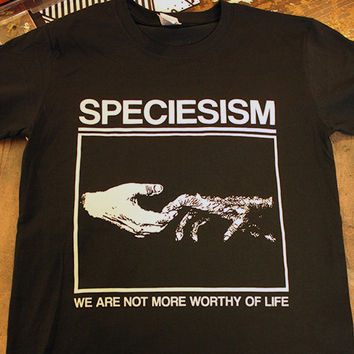 SPECIESISM
WE ARE NOT MORE WORTHY OF LIFE